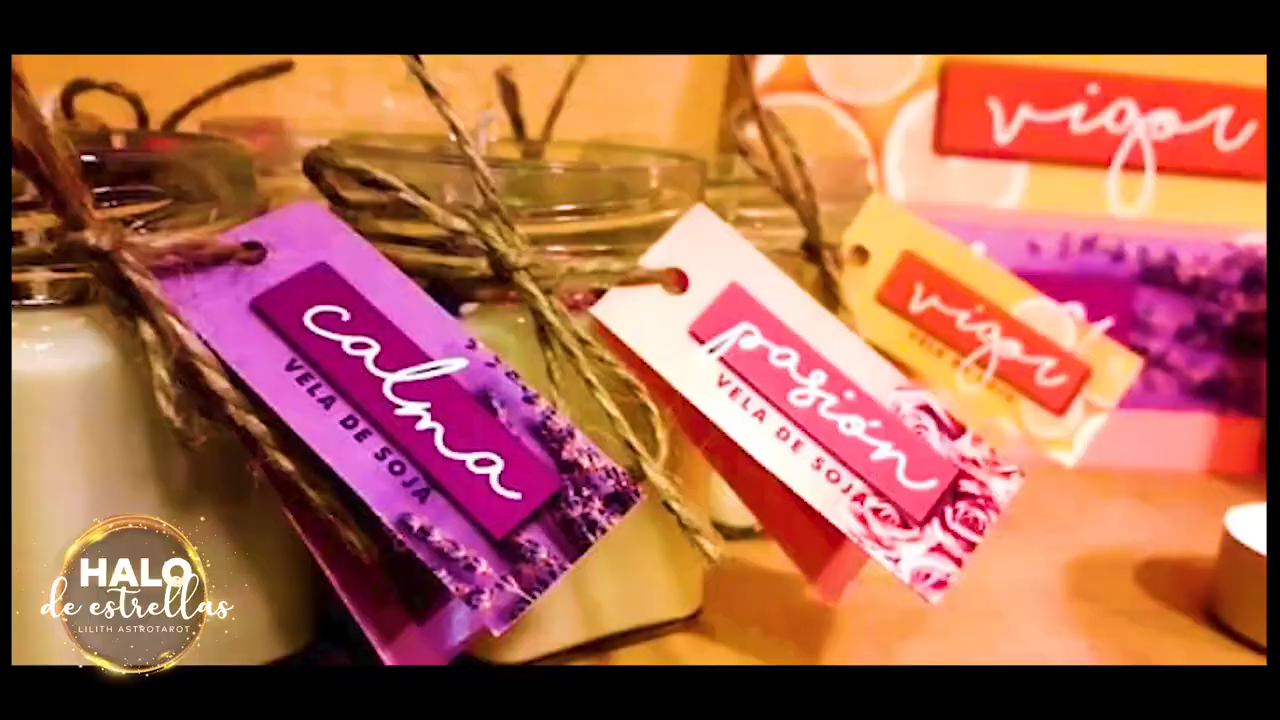 vigor
calma
VELA DE SOJA
pasión
VELA DE SOJA
vigor
HALO
de estrellas
LILITH ASTROTAROT